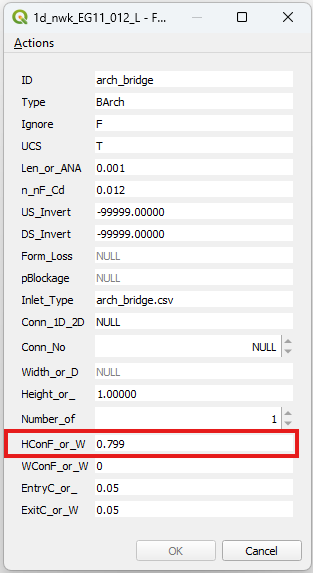 1d_nwk_EG11_012_L - F...
Actions
ID arch_bridge
Type BArch
Ignore F
UCS T
Len_or_ANA 0.001
n_nF_Cd 0.012
US_Invert -99999.00000
DS_Invert -99999.00000
Form_Loss NULL
pBlockage NULL
Inlet_Type arch_bridge.csv
Conn_1D_2D NULL
Conn_No NULL
Width_or_D NULL
Height_or_ 1.00000
Number_of 1
HConF_or_W 0.799
WConF_or_W 0
EntryC_or_ 0.05
ExitC_or_W 0.05
OK Cancel